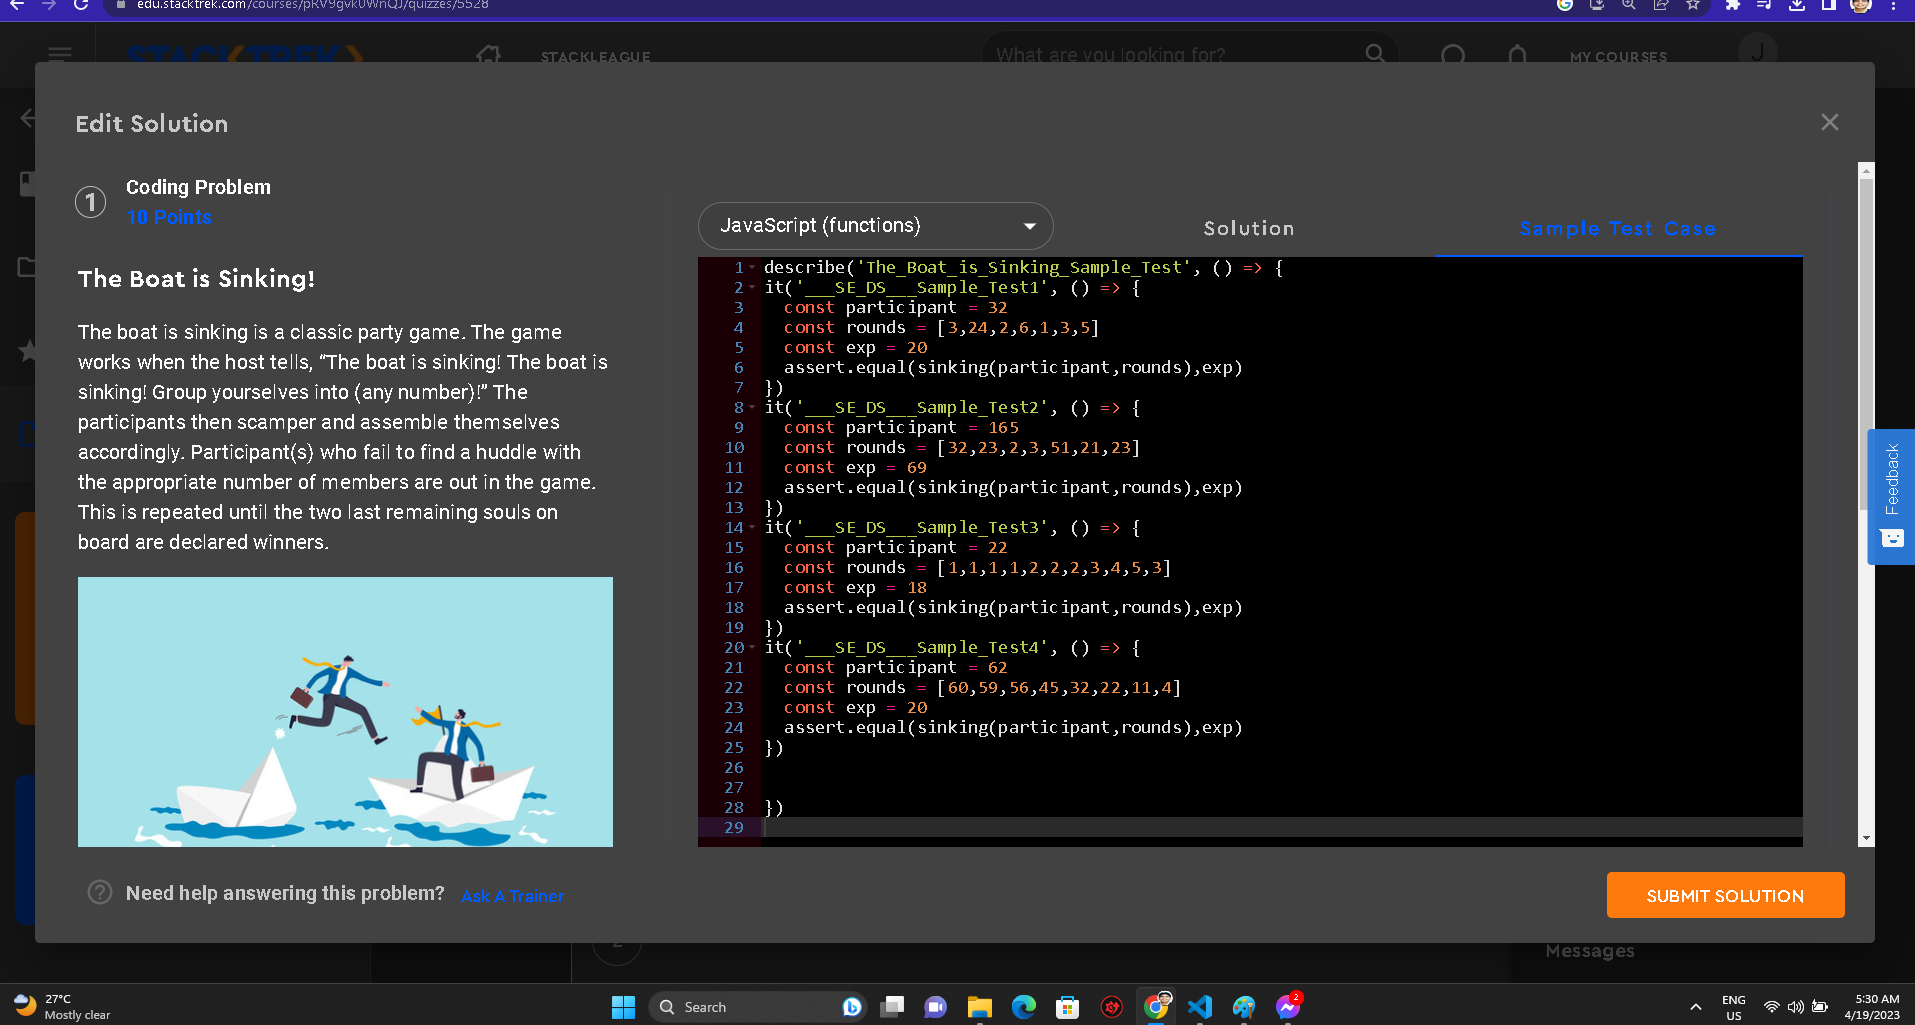 edu.stacktrek.com/courses/pRV9gvk0WnQJ/quizzes/5528
STACKTREK
STACKLEAGUE
What are you looking for?
MY COURSES
J
Edit Solution
1
Coding Problem
10 Points
The Boat is Sinking!
The boat is sinking is a classic party game. The game
works when the host tells, “The boat is sinking! The boat is
sinking! Group yourselves into (any number)!” The
participants then scamper and assemble themselves
accordingly. Participant(s) who fail to find a huddle with
the appropriate number of members are out in the game.
This is repeated until the two last remaining souls on
board are declared winners.
JavaScript (functions)
Solution
Sample Test Case
1 describe('The_Boat_is_Sinking_Sample_Test', () => {
2 it('___SE_DS___Sample_Test1', () => {
3 const participant = 32
4 const rounds = [3,24,2,6,1,3,5]
5 const exp = 20
6 assert.equal(sinking(participant,rounds),exp)
7 })
8 it('___SE_DS___Sample_Test2', () => {
9 const participant = 165
10 const rounds = [32,23,2,3,51,21,23]
11 const exp = 69
12 assert.equal(sinking(participant,rounds),exp)
13 })
14 it('___SE_DS___Sample_Test3', () => {
15 const participant = 22
16 const rounds = [1,1,1,1,2,2,2,3,4,5,3]
17 const exp = 18
18 assert.equal(sinking(participant,rounds),exp)
19 })
20 it('___SE_DS___Sample_Test4', () => {
21 const participant = 62
22 const rounds = [60,59,56,45,32,22,11,4]
23 const exp = 20
24 assert.equal(sinking(participant,rounds),exp)
25 })
26
27
28 })
29
Feedback
Need help answering this problem? Ask A Trainer
SUBMIT SOLUTION
2
Messages
27°C
Mostly clear
Search
2
ENG
US
5:30 AM
4/19/2023